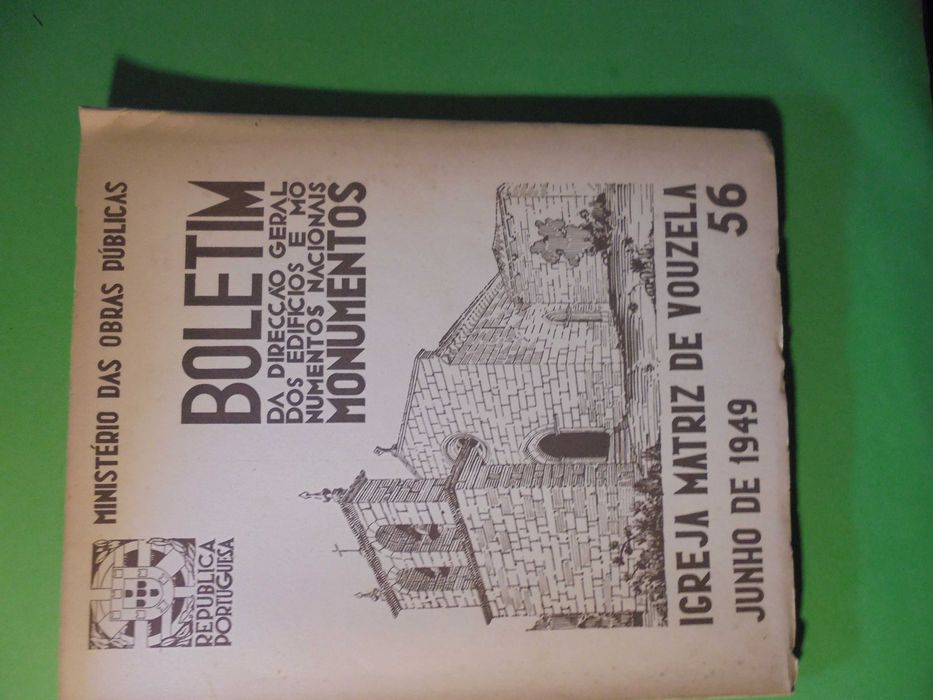 MINISTÉRIO DAS OBRAS PÚBLICAS
REPUBLICA
PORTUGUESA
BOLETIM
DA DIRECÇÃO GERAL
DOS EDIFÍCIOS E MO
NUMENTOS NACIONAIS
MONUMENTOS
IGREJA MATRIZ DE VOUZELA
JUNHO DE 1949
56